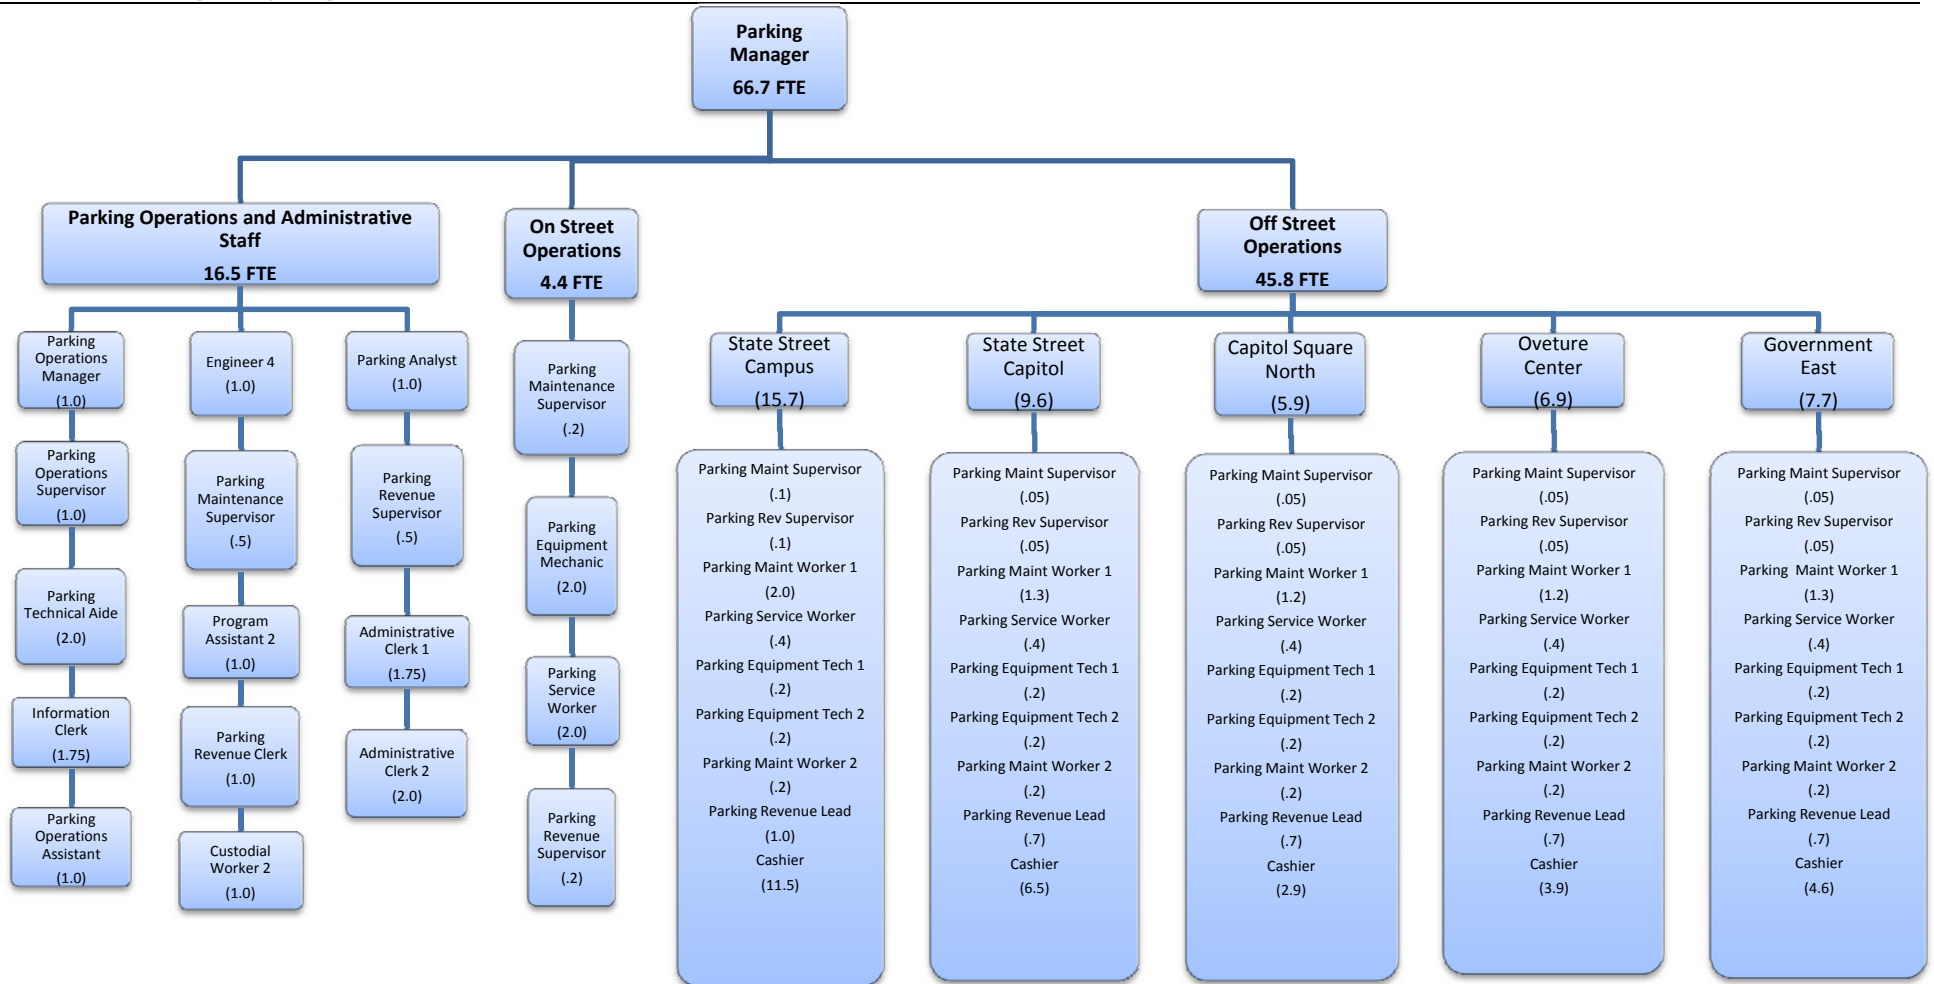 Parking
Manager
66.7 FTE
Parking Operations and Administrative
Staff
16.5 FTE
On Street
Operations
4.4 FTE
Off Street
Operations
45.8 FTE
Parking
Operations
Manager
(1.0)
Parking
Operations
Supervisor
(1.0)
Parking
Technical Aide
(2.0)
Information
Clerk
(1.75)
Parking
Operations
Assistant
(1.0)
Engineer 4
(1.0)
Parking
Maintenance
Supervisor
(.5)
Program
Assistant 2
(1.0)
Parking
Revenue Clerk
(1.0)
Custodial
Worker 2
(1.0)
Parking Analyst
(1.0)
Parking
Revenue
Supervisor
(.5)
Administrative
Clerk 1
(1.75)
Administrative
Clerk 2
(2.0)
Parking
Maintenance
Supervisor
(.2)
Parking
Equipment
Mechanic
(2.0)
Parking
Service
Worker
(2.0)
Parking
Revenue
Supervisor
(.2)
State Street
Campus
(15.7)
Parking Maint Supervisor
(.1)
Parking Rev Supervisor
(.1)
Parking Maint Worker 1
(2.0)
Parking Service Worker
(.4)
Parking Equipment Tech 1
(.2)
Parking Equipment Tech 2
(.2)
Parking Maint Worker 2
(.2)
Parking Revenue Lead
(1.0)
Cashier
(11.5)
State Street
Capitol
(9.6)
Parking Maint Supervisor
(.05)
Parking Rev Supervisor
(.05)
Parking Maint Worker 1
(1.3)
Parking Service Worker
(.4)
Parking Equipment Tech 1
(.2)
Parking Equipment Tech 2
(.2)
Parking Maint Worker 2
(.2)
Parking Revenue Lead
(.7)
Cashier
(6.5)
Capitol Square
North
(5.9)
Parking Maint Supervisor
(.05)
Parking Rev Supervisor
(.05)
Parking Maint Worker 1
(1.2)
Parking Service Worker
(.4)
Parking Equipment Tech 1
(.2)
Parking Equipment Tech 2
(.2)
Parking Maint Worker 2
(.2)
Parking Revenue Lead
(.7)
Cashier
(2.9)
Oveture
Center
(6.9)
Parking Maint Supervisor
(.05)
Parking Rev Supervisor
(.05)
Parking Maint Worker 1
(1.2)
Parking Service Worker
(.4)
Parking Equipment Tech 1
(.2)
Parking Equipment Tech 2
(.2)
Parking Maint Worker 2
(.2)
Parking Revenue Lead
(.7)
Cashier
(3.9)
Government
East
(7.7)
Parking Maint Supervisor
(.05)
Parking Rev Supervisor
(.05)
Parking Maint Worker 1
(1.3)
Parking Service Worker
(.4)
Parking Equipment Tech 1
(.2)
Parking Equipment Tech 2
(.2)
Parking Maint Worker 2
(.2)
Parking Revenue Lead
(.7)
Cashier
(4.6)